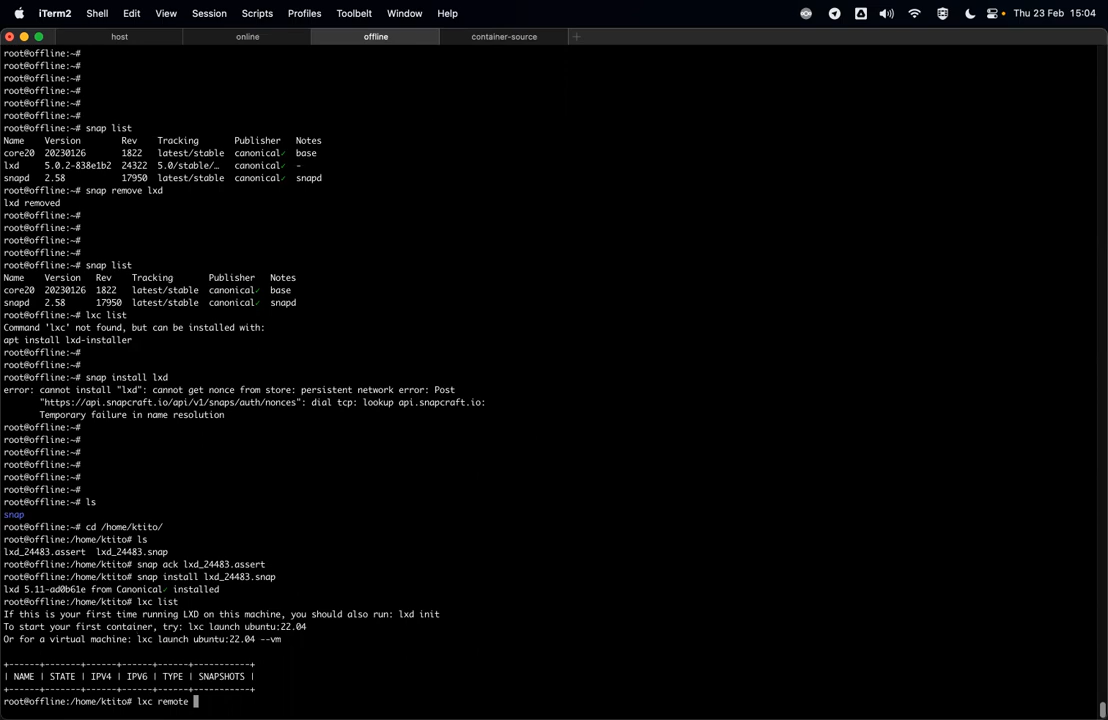 iTerm2 Shell Edit View Session Scripts Profiles Toolbelt Window Help Thu 23 Feb 15:04
host online offline container-source +
root@offline:~#
root@offline:~#
root@offline:~#
root@offline:~#
root@offline:~#
root@offline:~#
root@offline:~# snap list
Name Version Rev Tracking Publisher Notes
core20 20230126 1822 latest/stable canonical✓ base
lxd 5.0.2-838e1b2 24322 5.0/stable/… canonical✓ -
snapd 2.58 17950 latest/stable canonical✓ snapd
root@offline:~# snap remove lxd
lxd removed
root@offline:~#
root@offline:~#
root@offline:~#
root@offline:~#
root@offline:~# snap list
Name Version Rev Tracking Publisher Notes
core20 20230126 1822 latest/stable canonical✓ base
snapd 2.58 17950 latest/stable canonical✓ snapd
root@offline:~# lxc list
Command 'lxc' not found, but can be installed with:
apt install lxd-installer
root@offline:~#
root@offline:~#
root@offline:~# snap install lxd
error: cannot install "lxd": cannot get nonce from store: persistent network error: Post
"https://api.snapcraft.io/api/v1/snaps/auth/nonces": dial tcp: lookup api.snapcraft.io:
Temporary failure in name resolution
root@offline:~#
root@offline:~#
root@offline:~#
root@offline:~#
root@offline:~#
root@offline:~#
root@offline:~# ls
snap
root@offline:~# cd /home/ktito/
root@offline:/home/ktito# ls
lxd_24483.assert lxd_24483.snap
root@offline:/home/ktito# snap ack lxd_24483.assert
root@offline:/home/ktito# snap install lxd_24483.snap
lxd 5.11-ad0b61e from Canonical✓ installed
root@offline:/home/ktito# lxc list
If this is your first time running LXD on this machine, you should also run: lxd init
To start your first container, try: lxc launch ubuntu:22.04
Or for a virtual machine: lxc launch ubuntu:22.04 --vm
+------+-------+------+------+------+-----------+
| NAME | STATE | IPV4 | IPV6 | TYPE | SNAPSHOTS |
+------+-------+------+------+------+-----------+
root@offline:/home/ktito# lxc remote